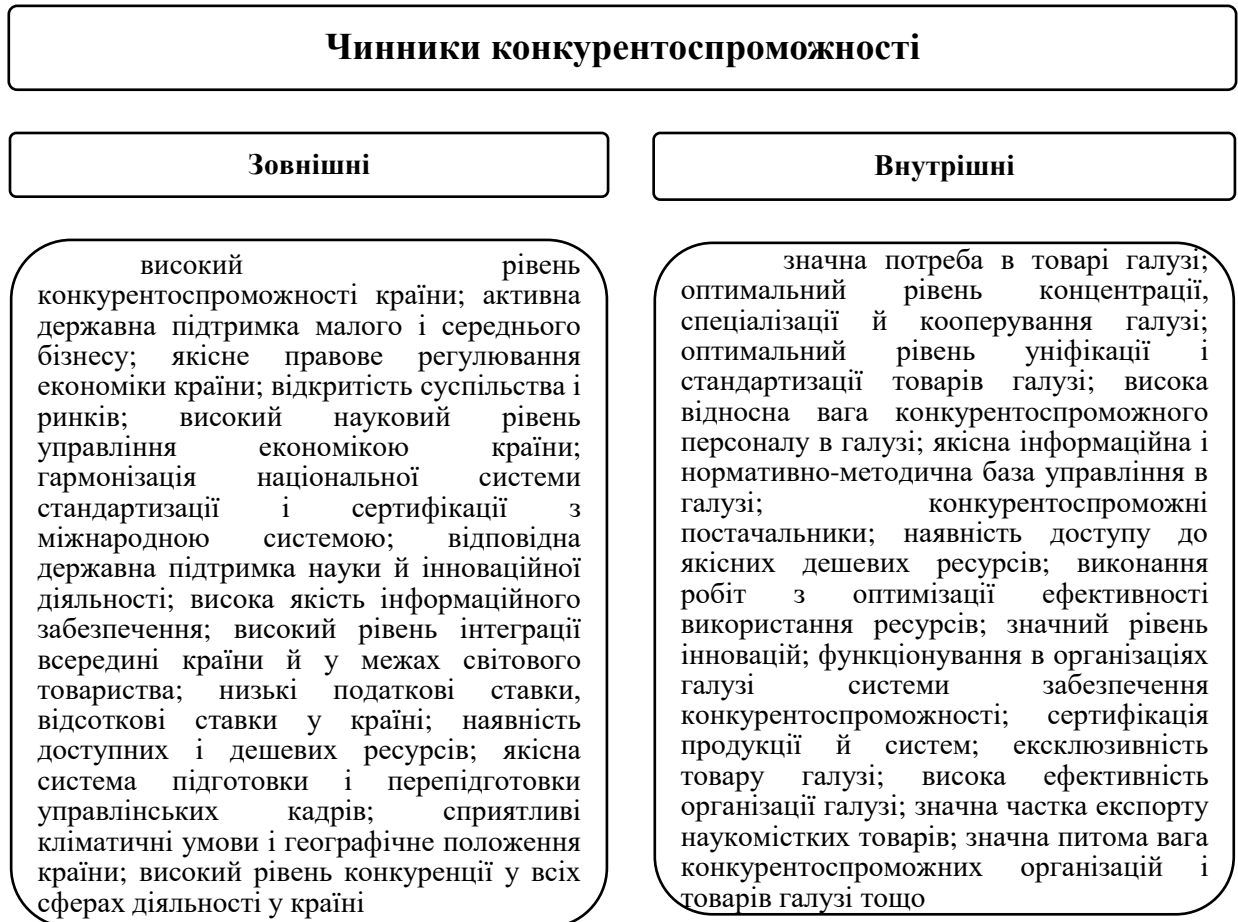 Чинники конкурентоспроможності
Зовнішні
високий рівень
конкурентоспроможності країни; активна
державна підтримка малого і середнього
бізнесу; якісне правове регулювання
економіки країни; відкритість суспільства і
ринків; високий науковий рівень
управління економікою країни;
гармонізація національної системи
стандартизації і сертифікації з
міжнародною системою; відповідна
державна підтримка науки й інноваційної
діяльності; висока якість інформаційного
забезпечення; високий рівень інтеграції
всередині країни й у межах світового
товариства; низькі податкові ставки,
відсоткові ставки у країні; наявність
доступних і дешевих ресурсів; якісна
система підготовки і перепідготовки
управлінських кадрів; сприятливі
кліматичні умови і географічне положення
країни; високий рівень конкуренції у всіх
сферах діяльності у країні
Внутрішні
значна потреба в товарі галузі;
оптимальний рівень концентрації,
спеціалізації й кооперування галузі;
оптимальний рівень уніфікації і
стандартизації товарів галузі; висока
відносна вага конкурентоспроможного
персоналу в галузі; якісна інформаційна і
нормативно-методична база управління в
галузі; конкурентоспроможні
постачальники; наявність доступу до
якісних дешевих ресурсів; виконання
робіт з оптимізації ефективності
використання ресурсів; значний рівень
інновацій; функціонування в організаціях
галузі системи забезпечення
конкурентоспроможності; сертифікація
продукції й систем; ексклюзивність
товару галузі; висока ефективність
організації галузі; значна частка експорту
наукомістких товарів; значна питома вага
конкурентоспроможних організацій і
товарів галузі тощо